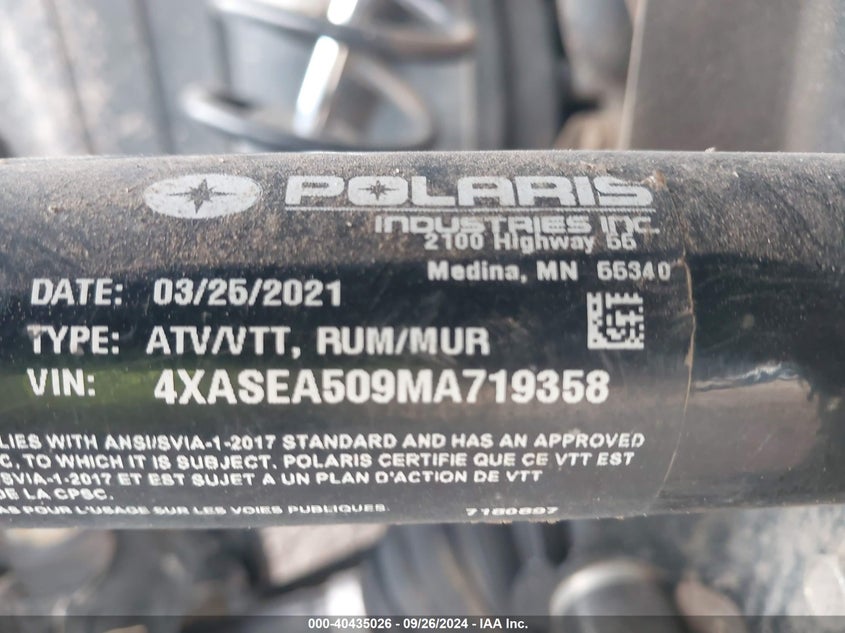 POLARIS
INDUSTRIES INC.
2100 Highway 55
Medina, MN 55340
DATE: 03/25/2021
TYPE: ATV/VTT, RUM/MUR
VIN: 4XASEA509MA719358
LIES WITH ANSI/SVIA-1-2017 STANDARD AND HAS AN APPROVED
C, TO WHICH IT IS SUBJECT. POLARIS CERTIFIE QUE CE VTT EST
SVIA-1-2017 ET EST SUJET A UN PLAN D'ACTION DE VTT
DE LA CPSC.
AS POUR L'USAGE SUR LES VOIES PUBLIQUES. 7180897
000-40435026 - 09/26/2024 - IAA Inc.